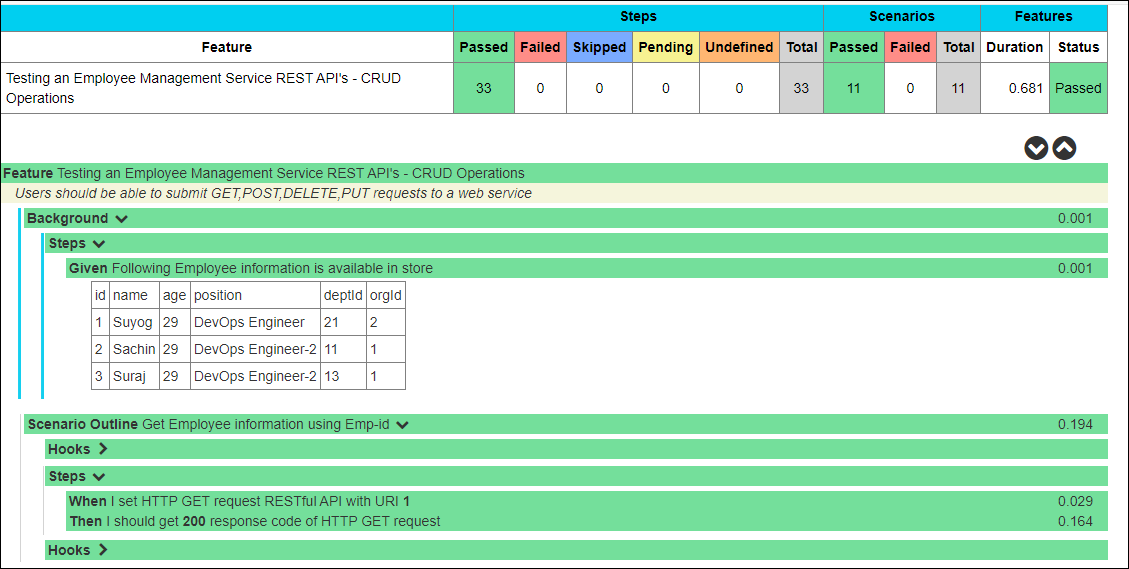 Steps Scenarios Features
Feature Passed Failed Skipped Pending Undefined Total Passed Failed Total Duration Status
Testing an Employee Management Service REST API's - CRUD
Operations 33 0 0 0 0 33 11 0 11 0.681 Passed
Feature Testing an Employee Management Service REST API's - CRUD Operations
Users should be able to submit GET,POST,DELETE,PUT requests to a web service
Background 0.001
Steps
Given Following Employee information is available in store 0.001
id name age position deptId orgId
1 Suyog 29 DevOps Engineer 21 2
2 Sachin 29 DevOps Engineer-2 11 1
3 Suraj 29 DevOps Engineer-2 13 1
Scenario Outline Get Employee information using Emp-id 0.194
Hooks
Steps
When I set HTTP GET request RESTful API with URI 1 0.029
Then I should get 200 response code of HTTP GET request 0.164
Hooks